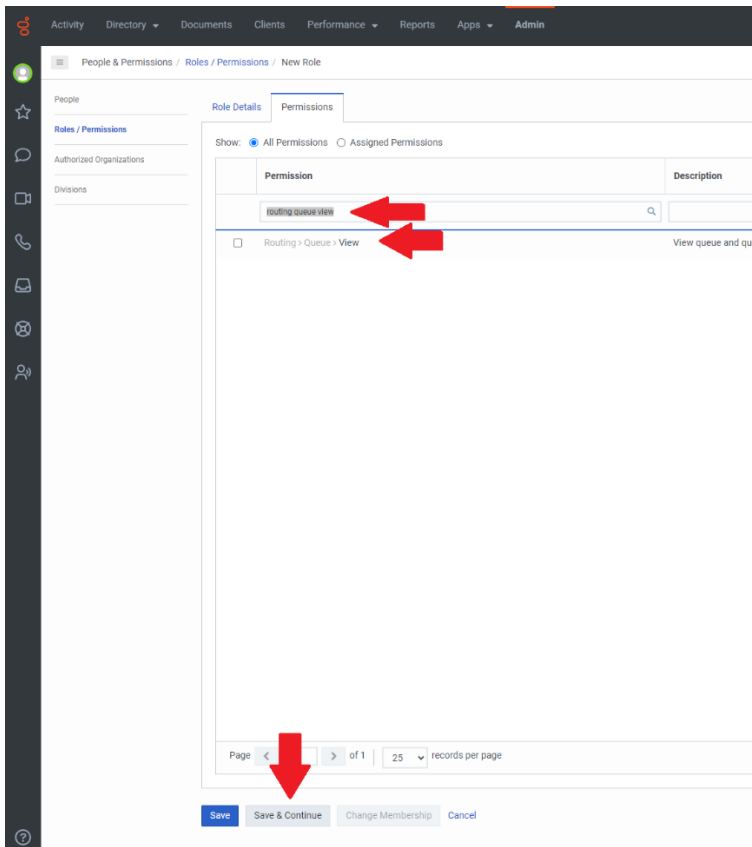 Activity Directory Documents Clients Performance Reports Apps Admin
People & Permissions / Roles / Permissions / New Role
People
Roles / Permissions
Authorized Organizations
Divisions
Role Details Permissions
Show: All Permissions Assigned Permissions
Permission Description
routing queue view
Routing > Queue > View View queue and qu
Page of 1 25 records per page
Save Save & Continue Change Membership Cancel